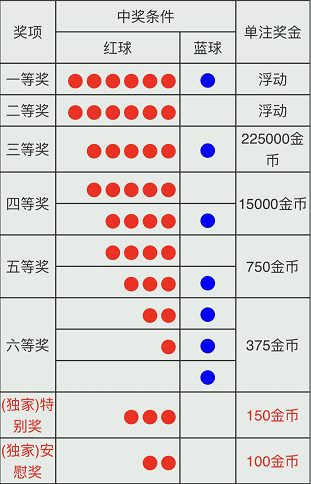 奖项
中奖条件
单注奖金
红球
蓝球
一等奖
浮动
二等奖
浮动
三等奖
225000金
币
四等奖
15000金币
五等奖
750金币
六等奖
375金币
(独家)特
别奖
150金币
(独家)安
慰奖
100金币